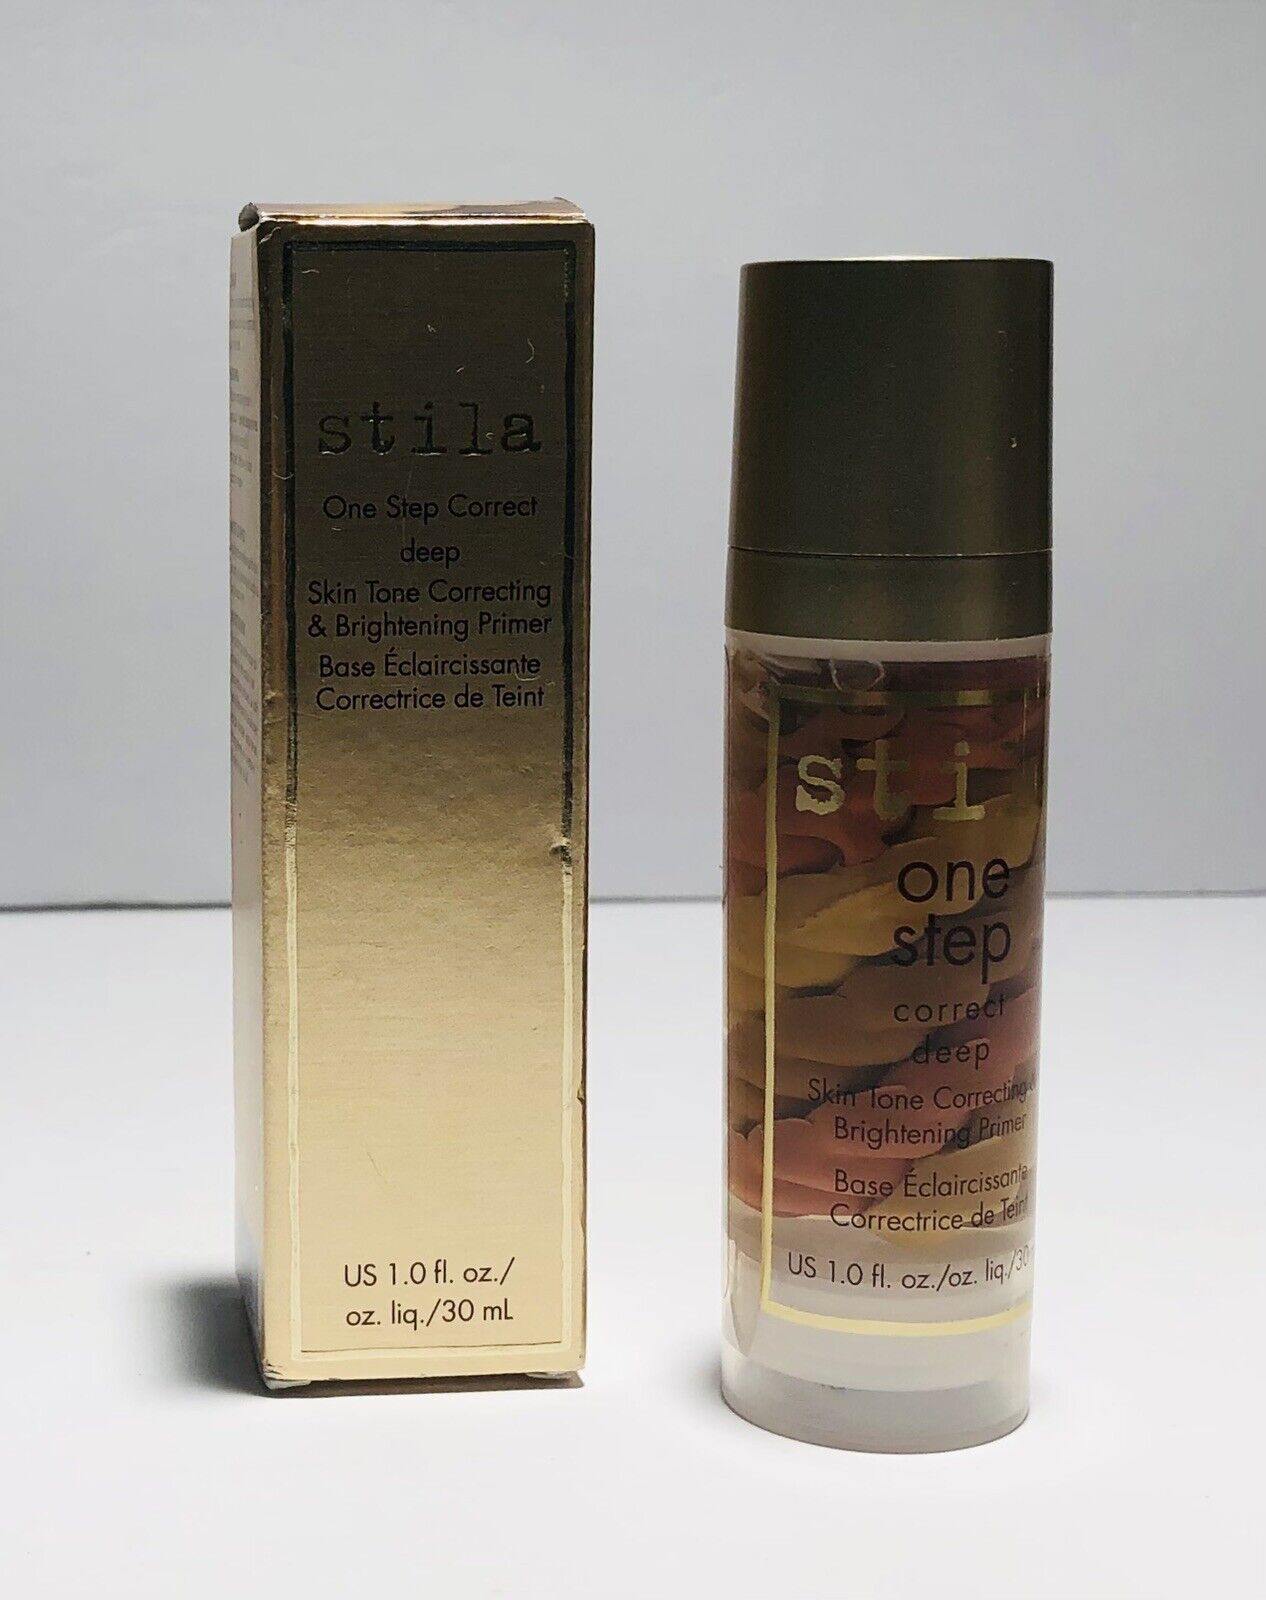 stila
One Step Correct
deep
Skin Tone Correcting
& Brightening Primer
Base Éclaircissante
Correctrice de Teint
US 1.0 fl. oz./
oz. liq./30 mL
sti
one
step
correct
deep
Skin Tone Correcting &
Brightening Primer
Base Éclaircissante
Correctrice de Teint
US 1.0 fl. oz./oz. liq./30